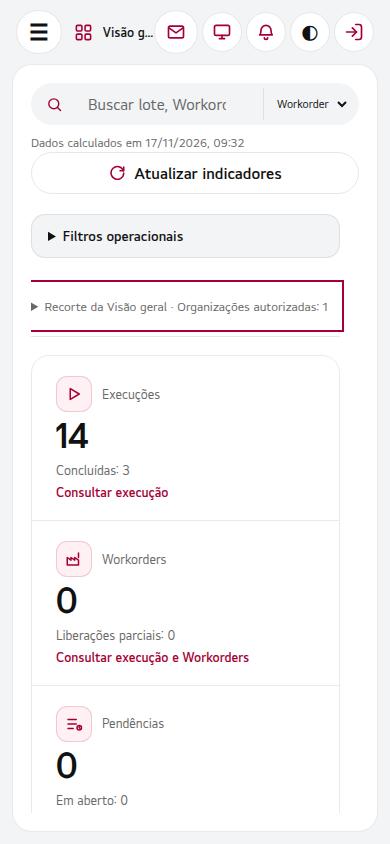 Visão g...
Buscar lote, Workorc
Workorder
Dados calculados em 17/11/2026, 09:32
Atualizar indicadores
Filtros operacionais
Recorte da Visão geral · Organizações autorizadas: 1
Execuções
14
Concluídas: 3
Consultar execução
Workorders
0
Liberações parciais: 0
Consultar execução e Workorders
Pendências
0
Em aberto: 0